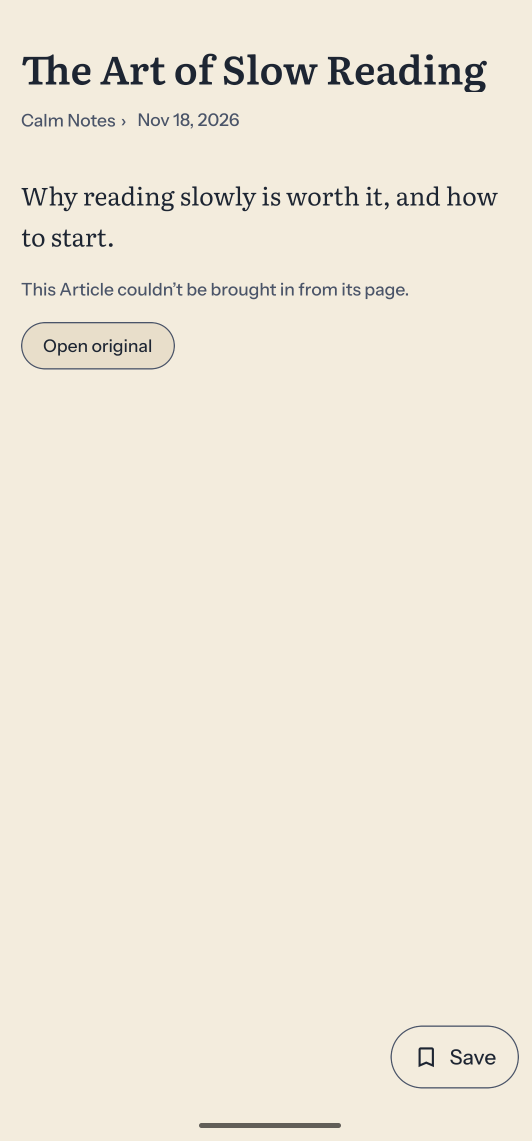 The Art of Slow Reading
Calm Notes › Nov 18, 2026
Why reading slowly is worth it, and how
to start.
This Article couldn’t be brought in from its page.
Open original
Save